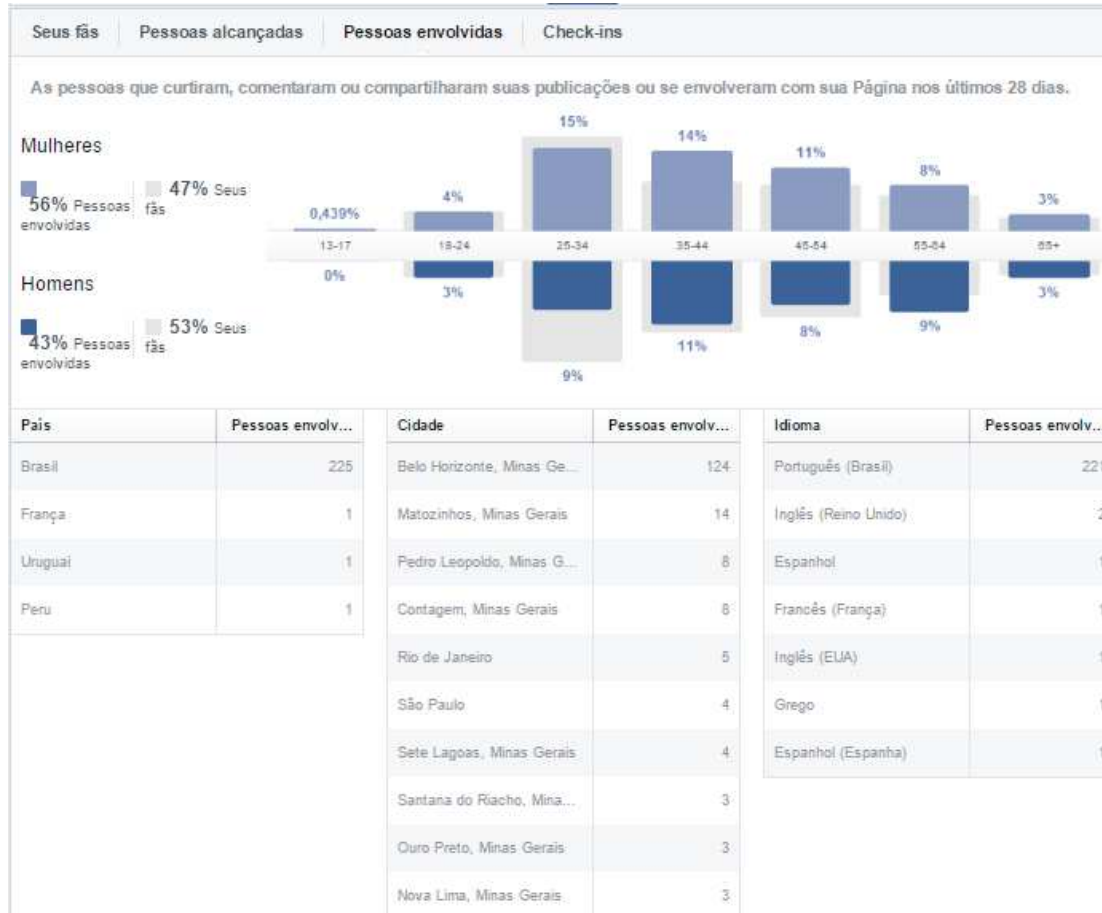 Seus fãs Pessoas alcançadas Pessoas envolvidas Check-ins
As pessoas que curtiram, comentaram ou compartilharam suas publicações ou se envolveram com sua Página nos últimos 28 dias.
Mulheres
56% Pessoas envolvidas
47% Seus fãs
0,439% 4% 15% 14% 11% 8% 3%
13-17 18-24 25-34 35-44 45-54 55-64 65+
0% 3% 9% 11% 8% 9% 3%
Homens
43% Pessoas envolvidas
53% Seus fãs
País Pessoas envolv...
Brasil 225
França 1
Uruguai 1
Peru 1
Cidade Pessoas envolv...
Belo Horizonte, Minas Ge... 124
Matozinhos, Minas Gerais 14
Pedro Leopoldo, Minas G... 8
Contagem, Minas Gerais 8
Rio de Janeiro 5
São Paulo 4
Sete Lagoas, Minas Gerais 4
Santana do Riacho, Mina... 3
Ouro Preto, Minas Gerais 3
Nova Lima, Minas Gerais 3
Idioma Pessoas envolv..
Português (Brasil) 221
Inglês (Reino Unido) 2
Espanhol 1
Francês (França) 1
Inglês (EUA) 1
Grego 1
Espanhol (Espanha) 1